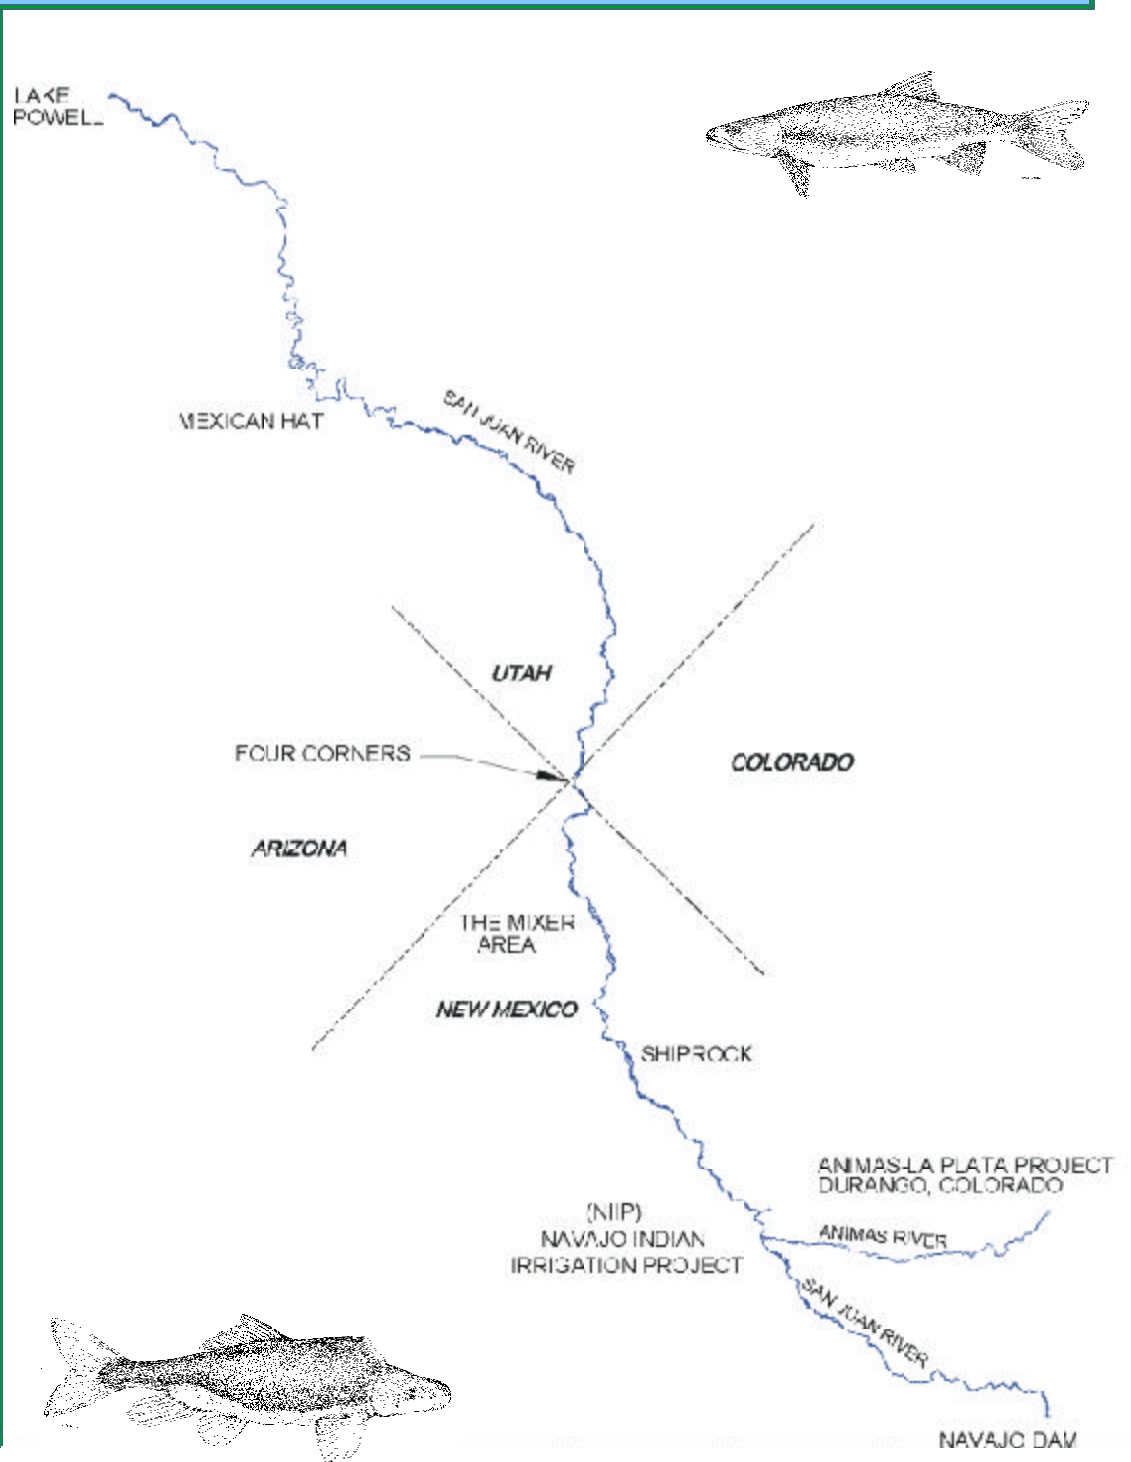 LAKE
POWELL
MEXICAN HAT
SAN JUAN RIVER
UTAH
FOUR CORNERS
COLORADO
ARIZONA
THE MIXER
AREA
NEW MEXICO
SHIPROCK
ANIMAS-LA PLATA PROJECT
DURANGO, COLORADO
(NIIP)
NAVAJO INDIAN
IRRIGATION PROJECT
ANIMAS RIVER
SAN JUAN RIVER
NAVAJO DAM